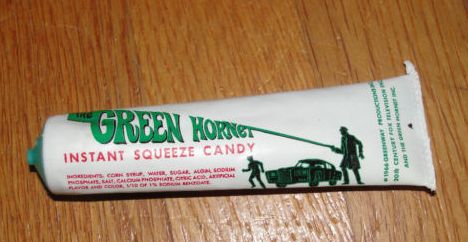 THE
GREEN HORNET
INSTANT SQUEEZE CANDY
INGREDIENTS: CORN SYRUP, WATER, SUGAR, ALGIN, SODIUM
PHOSPHATE, SALT, CALCIUM PHOSPHATE, CITRIC ACID, ARTIFICIAL
FLAVOR AND COLOR, 1/10 OF 1% SODIUM BENZOATE.
© 1966 GREENWAY PRODUCTIONS INC.
20th CENTURY FOX TELEVISION INC.
AND THE GREEN HORNET INC.